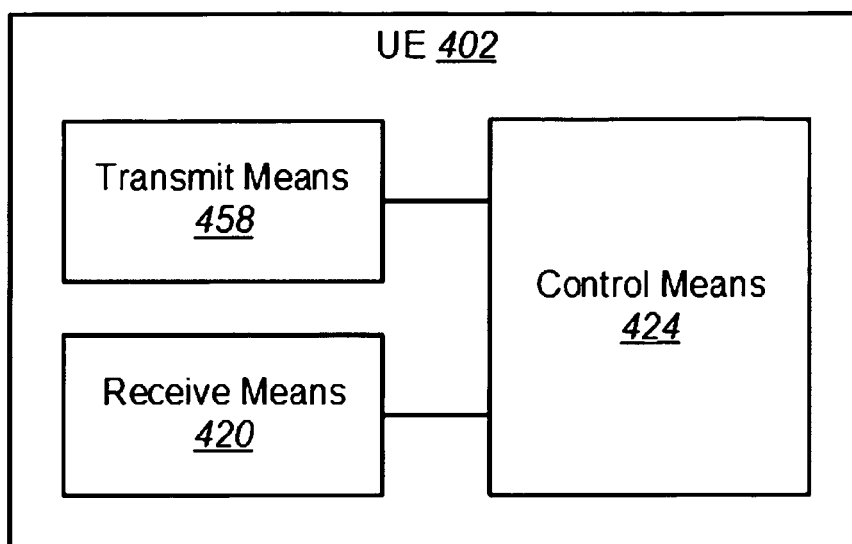 UE 402
Transmit Means
458
Control Means
424
Receive Means
420